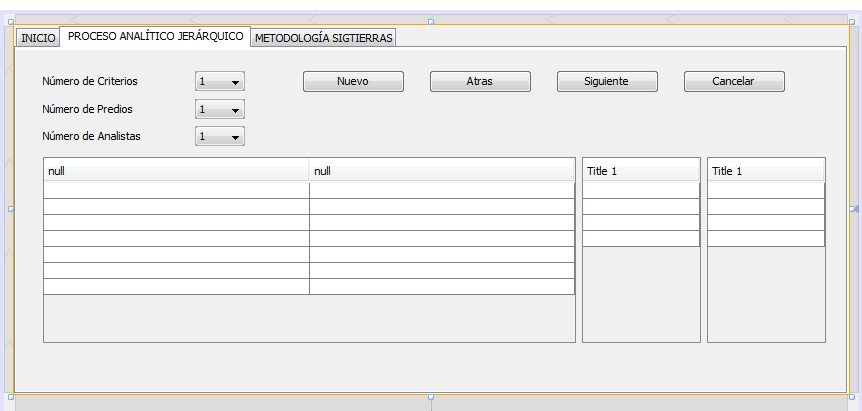 INICIO PROCESO ANALÍTICO JERÁRQUICO METODOLOGÍA SIGTIERRAS
Número de Criterios 1 Nuevo Atras Siguiente Cancelar
Número de Predios 1
Número de Analistas 1
null null Title 1 Title 1